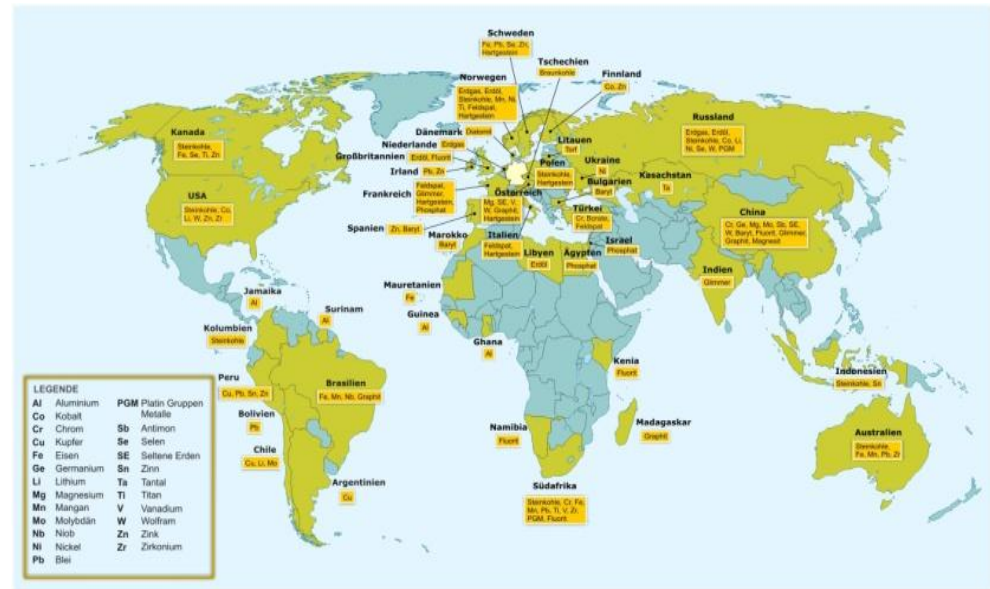 Schweden
Fe, Pb, Se, Zn,
Hartgestein
Tschechien
Braunkohle
Finnland
Co, Zn
Norwegen
Erdgas, Erdöl,
Steinkohle, Mn, Ni,
Ti, Feldspat,
Hartgestein
Dänemark
Diatomit
Niederlande
Erdgas
Großbritannien
Erdöl, Fluorit
Irland
Pb, Zn
Frankreich
Feldspat,
Glimmer,
Hartgestein,
Phosphat
Litauen
Torf
Polen
Steinkohle,
Hartgestein
Ukraine
Ni
Bulgarien
Baryt
Österreich
Mg, SE, V,
W, Graphit,
Hartgestein
Russland
Erdgas, Erdöl,
Steinkohle, Co, Li,
Ni, Se, W, PGM
Kasachstan
Ta
Kanada
Steinkohle,
Fe, Se, Ti, Zn
USA
Steinkohle, Co,
Li, W, Zn, Zr
China
Cr, Ge, Mg, Mo, Sb, SE,
W, Baryt, Fluorit, Glimmer,
Graphit, Magnesit
Türkei
Cr, Borate,
Feldspat
Spanien
Zn, Baryt
Marokko
Baryt
Italien
Feldspat,
Hartgestein
Libyen
Erdöl
Ägypten
Phosphat
Israel
Phosphat
Indien
Glimmer
Mauretanien
Fe
Guinea
Al
Ghana
Al
Jamaika
Al
Surinam
Al
Kolumbien
Steinkohle
Kenia
Fluorit
Indonesien
Steinkohle, Sn
Peru
Cu, Pb, Sn, Zn
Brasilien
Fe, Mn, Nb, Graphit
Bolivien
Pb
Chile
Cu, Li, Mo
Argentinien
Cu
Namibia
Fluorit
Madagaskar
Graphit
Südafrika
Steinkohle, Cr, Fe,
Mn, Pb, Ti, V, Zr,
PGM, Fluorit
Australien
Steinkohle,
Fe, Mn, Pb, Zr
LEGENDE
Al Aluminium
Co Kobalt
Cr Chrom
Cu Kupfer
Fe Eisen
Ge Germanium
Li Lithium
Mg Magnesium
Mn Mangan
Mo Molybdän
Nb Niob
Ni Nickel
Pb Blei
PGM Platin Gruppen
Metalle
Sb Antimon
Se Selen
SE Seltene Erden
Sn Zinn
Ta Tantal
Ti Titan
V Vanadium
W Wolfram
Zn Zink
Zr Zirkonium